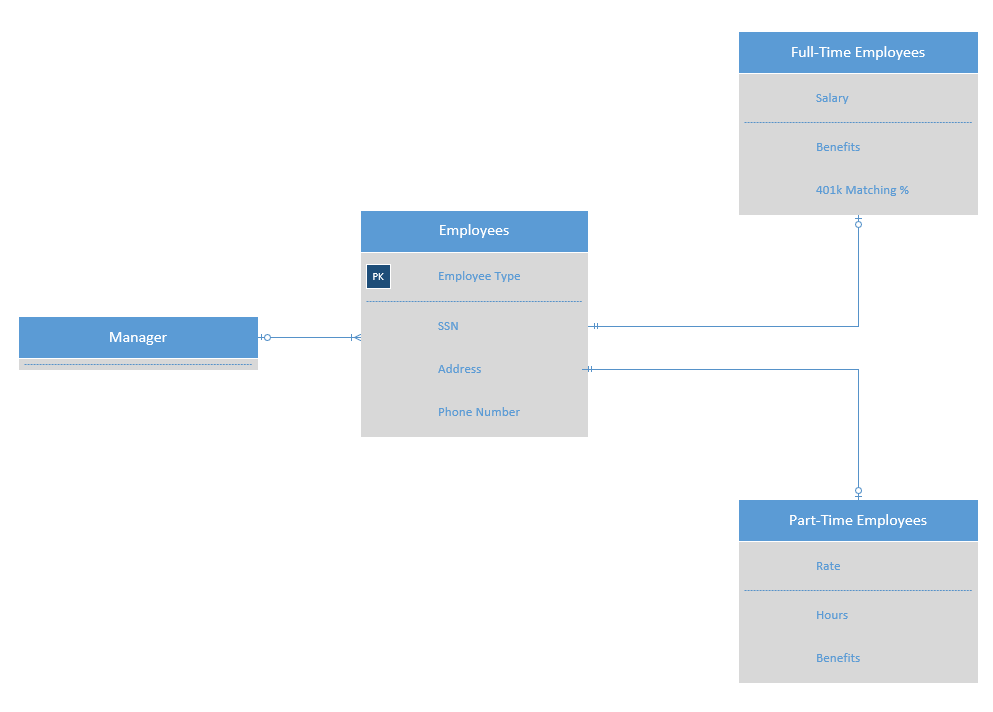 Full-Time Employees
Salary
Benefits
401k Matching %
Employees
PK Employee Type
SSN
Address
Phone Number
Manager
Part-Time Employees
Rate
Hours
Benefits